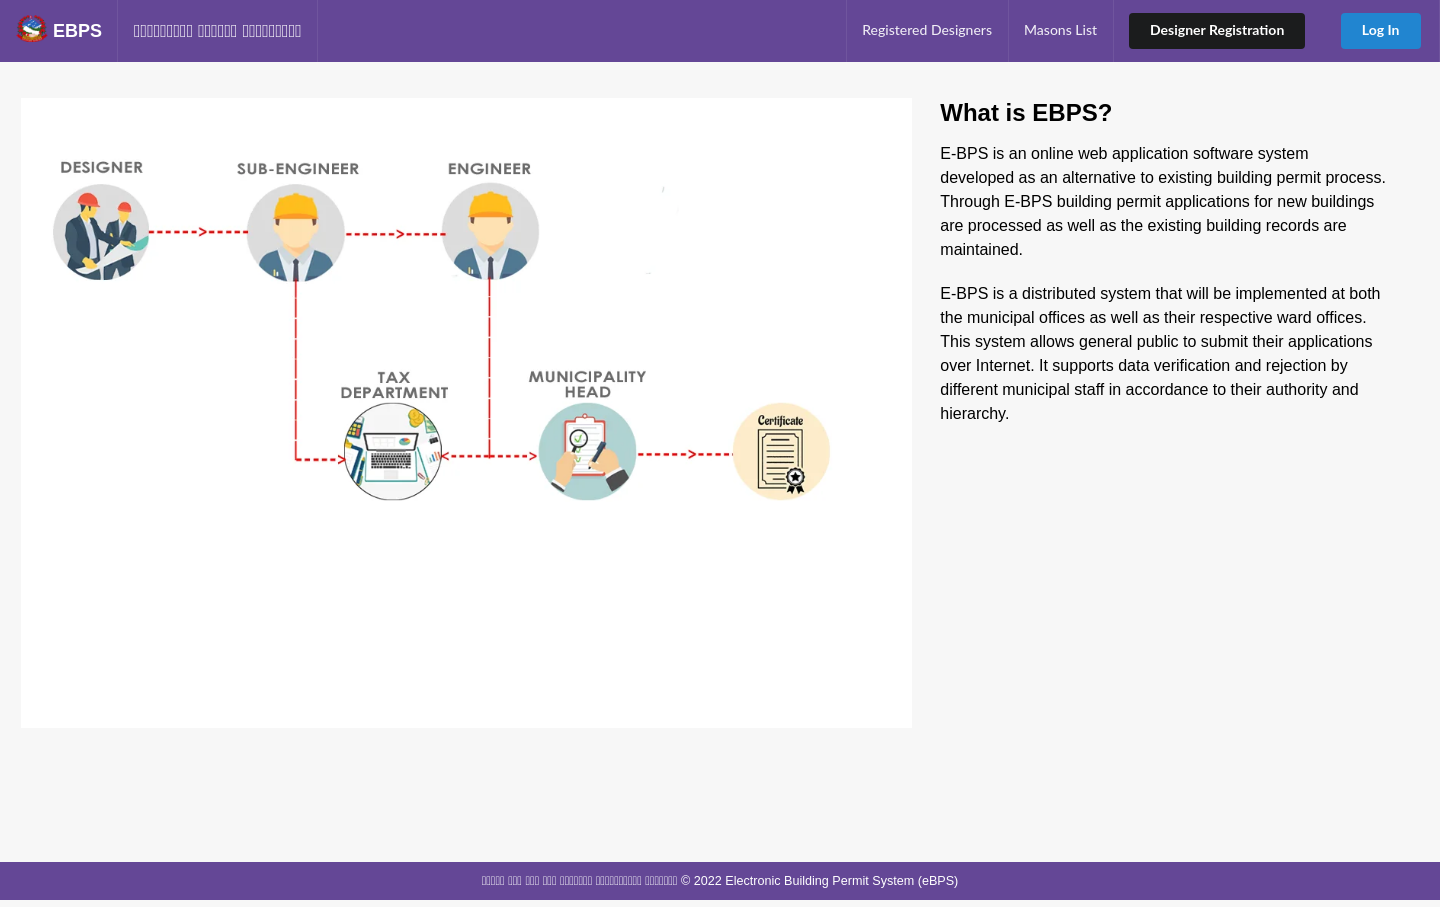 EBPS
Registered Designers
Masons List
Designer Registration
Log In
DESIGNER
SUB-ENGINEER
ENGINEER
TAX
DEPARTMENT
MUNICIPALITY
HEAD
Certificate
What is EBPS?
E-BPS is an online web application software system
developed as an alternative to existing building permit process.
Through E-BPS building permit applications for new buildings
are processed as well as the existing building records are
maintained.
E-BPS is a distributed system that will be implemented at both
the municipal offices as well as their respective ward offices.
This system allows general public to submit their applications
over Internet. It supports data verification and rejection by
different municipal staff in accordance to their authority and
hierarchy.
© 2022 Electronic Building Permit System (eBPS)